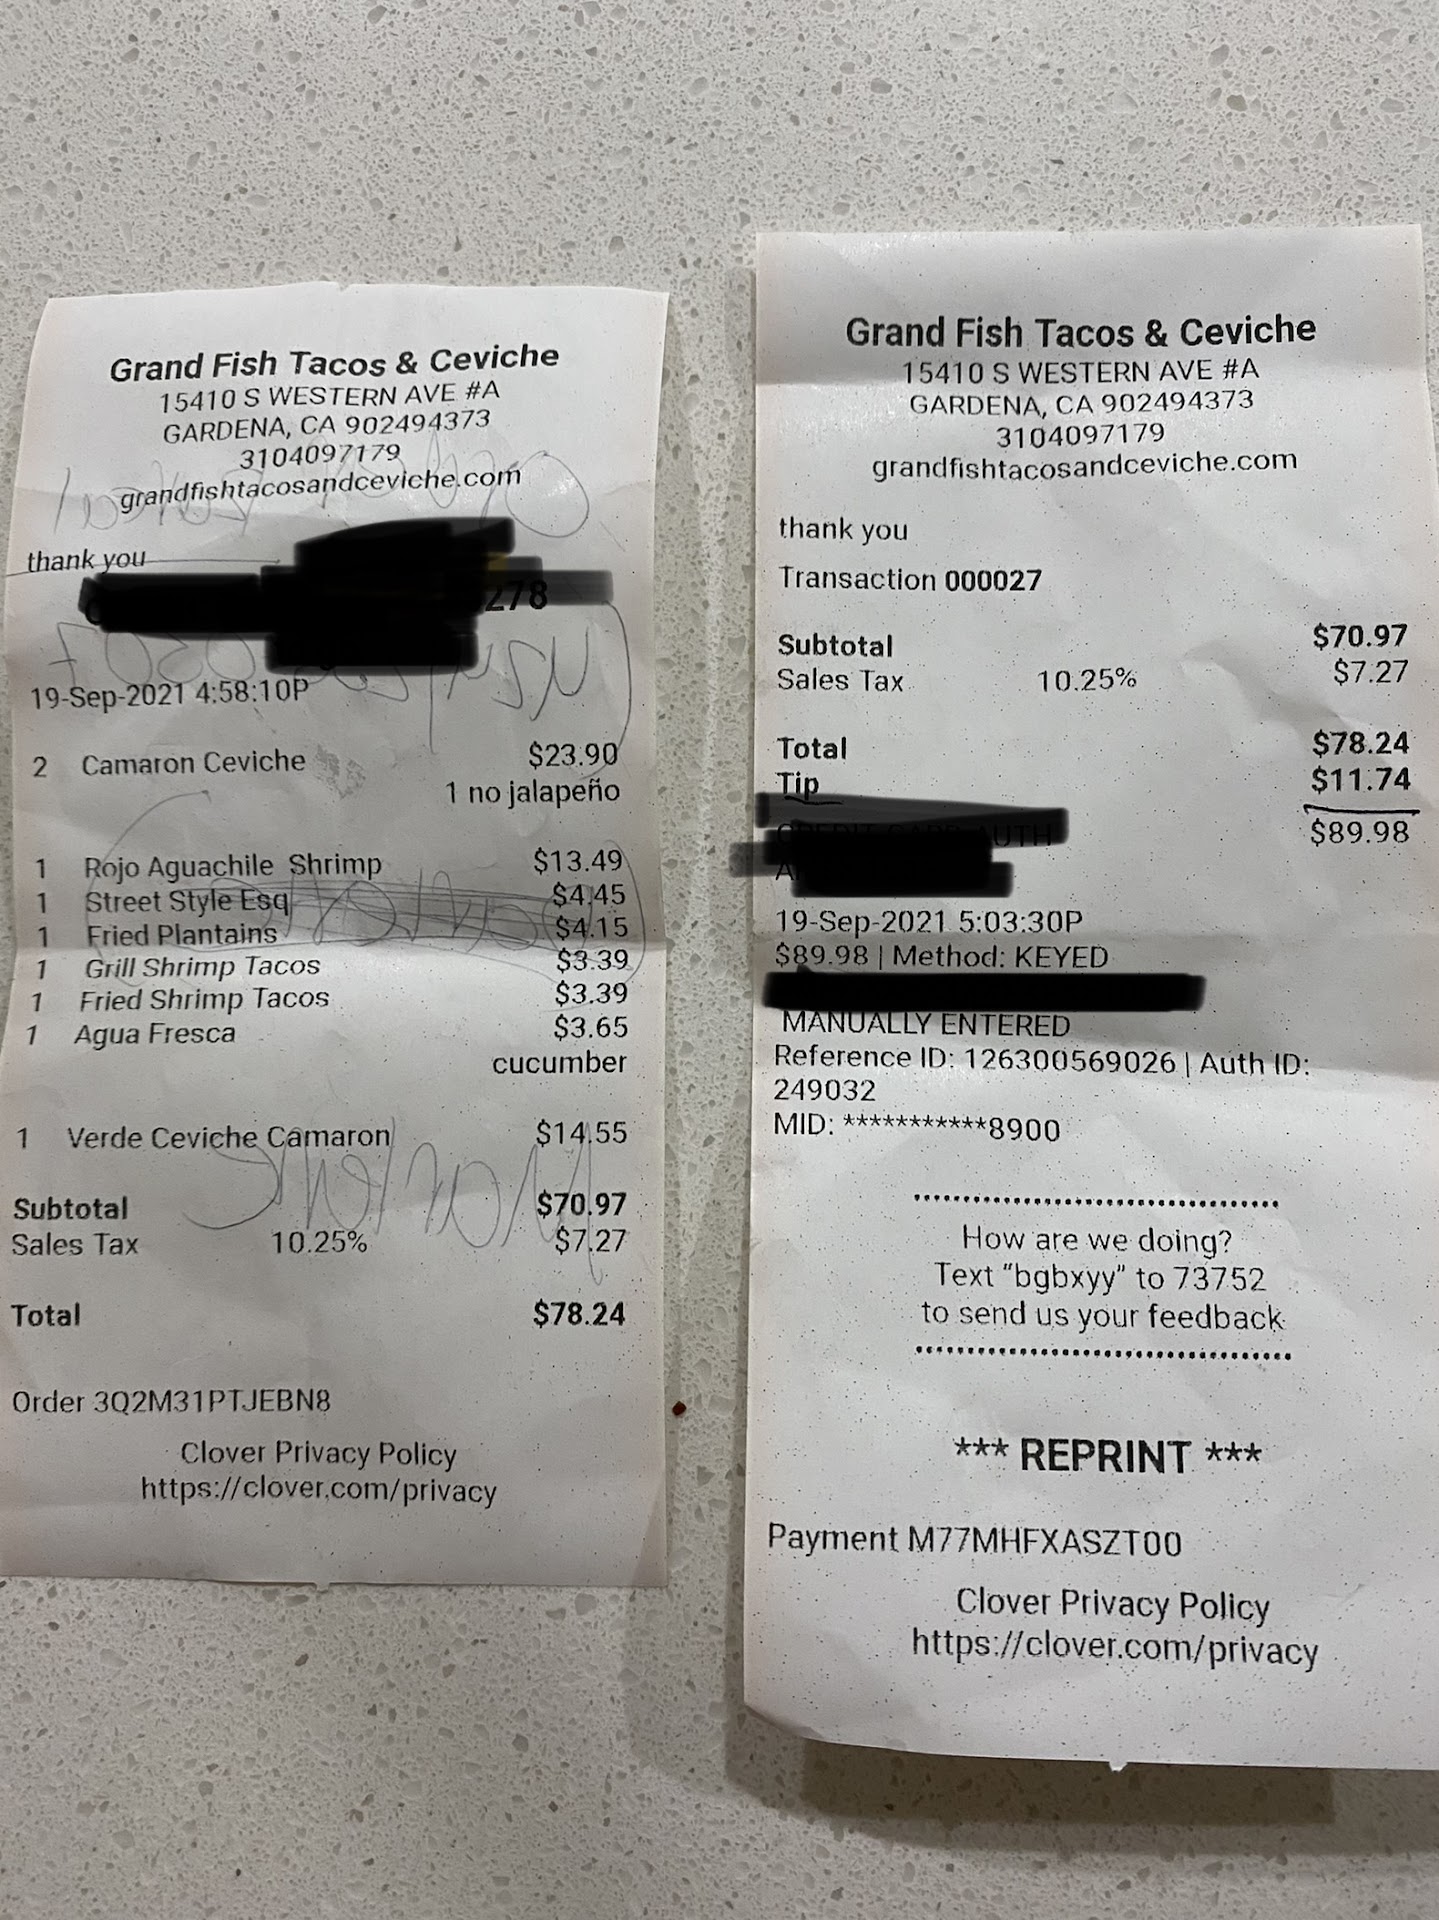 Grand Fish Tacos & Ceviche
15410 S WESTERN AVE #A
GARDENA, CA 902494373
3104097179
grandfishtacosandceviche.com
thank you
278
19-Sep-2021 4:58:10P
2 Camaron Ceviche $23.90
1 no jalapeño
1 Rojo Aguachile Shrimp $13.49
1 Street Style Esq $4.45
1 Fried Plantains $4.15
1 Grill Shrimp Tacos $3.39
1 Fried Shrimp Tacos $3.39
1 Agua Fresca $3.65
cucumber
1 Verde Ceviche Camaron $14.55
Subtotal $70.97
Sales Tax 10.25% $7.27
Total $78.24
Order 3Q2M31PTJEBN8
Clover Privacy Policy
https://clover.com/privacy
Grand Fish Tacos & Ceviche
15410 S WESTERN AVE #A
GARDENA, CA 902494373
3104097179
grandfishtacosandceviche.com
thank you
Transaction 000027
Subtotal $70.97
Sales Tax 10.25% $7.27
Total $78.24
Tip $11.74
$89.98
19-Sep-2021 5:03:30P
$89.98 | Method: KEYED
MANUALLY ENTERED
Reference ID: 126300569026 | Auth ID:
249032
MID: ***********8900
How are we doing?
Text "bgbxyy" to 73752
to send us your feedback
*** REPRINT ***
Payment M77MHFXASZT00
Clover Privacy Policy
https://clover.com/privacy